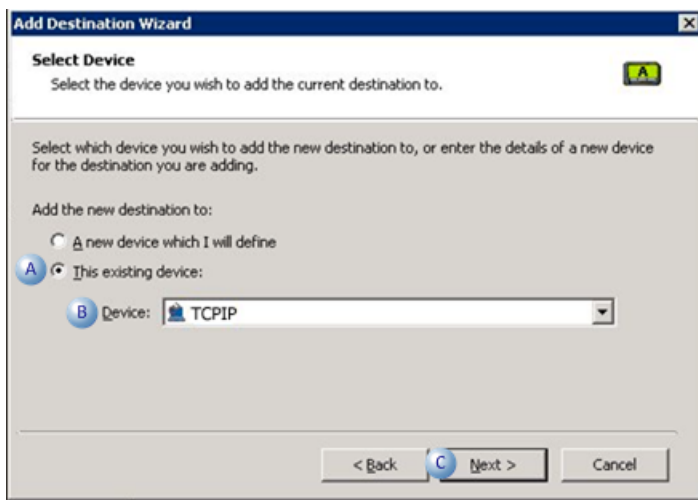 Add Destination Wizard
Select Device
Select the device you wish to add the current destination to.
A
Select which device you wish to add the new destination to, or enter the details of a new device
for the destination you are adding.
Add the new destination to:
A new device which I will define
A This existing device:
B Device: TCPIP
< Back
C Next >
Cancel